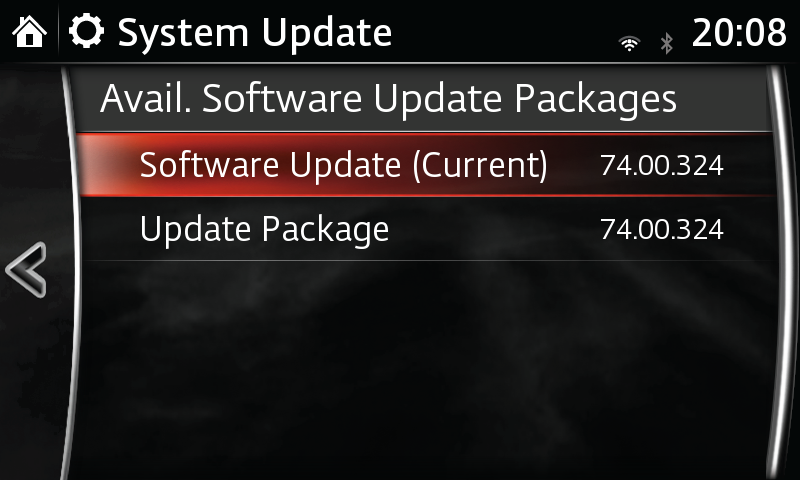 System Update
20:08
Avail. Software Update Packages
Software Update (Current) 74.00.324
Update Package 74.00.324